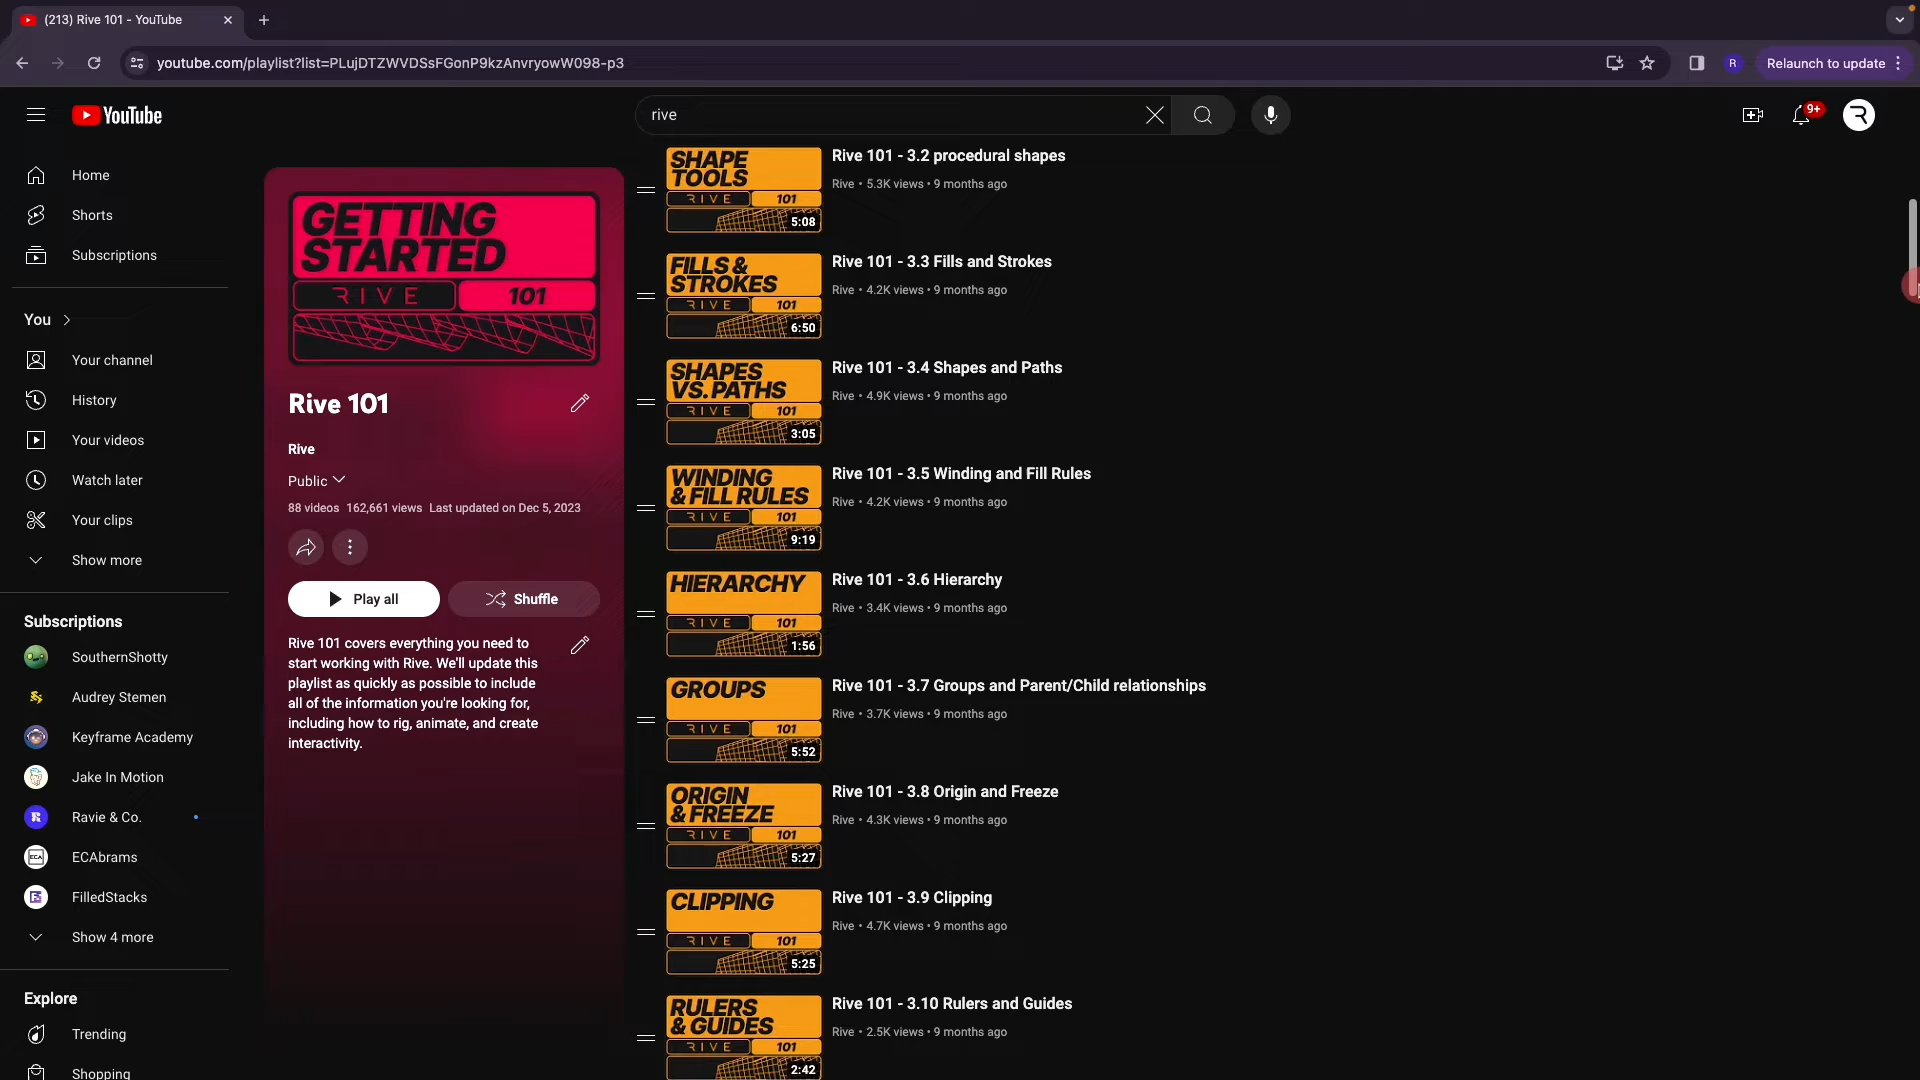 (213) Rive 101 - YouTube
youtube.com/playlist?list=PLujDTZWVDSsFGonP9kzAnvryowW098-p3
R
Relaunch to update
YouTube
rive
9+
Home
Shorts
Subscriptions
You
Your channel
History
Your videos
Watch later
Your clips
Show more
Subscriptions
SouthernShotty
Audrey Stemen
Keyframe Academy
Jake In Motion
Ravie & Co.
ECA
ECAbrams
FilledStacks
Show 4 more
Explore
Trending
Shopping
GETTING
STARTED
RIVE 101
Rive 101
Rive
Public
88 videos 162,661 views Last updated on Dec 5, 2023
Play all
Shuffle
Rive 101 covers everything you need to
start working with Rive. We'll update this
playlist as quickly as possible to include
all of the information you're looking for,
including how to rig, animate, and create
interactivity.
SHAPE
TOOLS
RIVE 101
5:08
Rive 101 - 3.2 procedural shapes
Rive • 5.3K views • 9 months ago
FILLS &
STROKES
RIVE 101
6:50
Rive 101 - 3.3 Fills and Strokes
Rive • 4.2K views • 9 months ago
SHAPES
VS. PATHS
RIVE 101
3:05
Rive 101 - 3.4 Shapes and Paths
Rive • 4.9K views • 9 months ago
WINDING
& FILL RULES
RIVE 101
9:19
Rive 101 - 3.5 Winding and Fill Rules
Rive • 4.2K views • 9 months ago
HIERARCHY
RIVE 101
1:56
Rive 101 - 3.6 Hierarchy
Rive • 3.4K views • 9 months ago
GROUPS
RIVE 101
5:52
Rive 101 - 3.7 Groups and Parent/Child relationships
Rive • 3.7K views • 9 months ago
ORIGIN
& FREEZE
RIVE 101
5:27
Rive 101 - 3.8 Origin and Freeze
Rive • 4.3K views • 9 months ago
CLIPPING
RIVE 101
5:25
Rive 101 - 3.9 Clipping
Rive • 4.7K views • 9 months ago
RULERS
& GUIDES
RIVE 101
2:42
Rive 101 - 3.10 Rulers and Guides
Rive • 2.5K views • 9 months ago